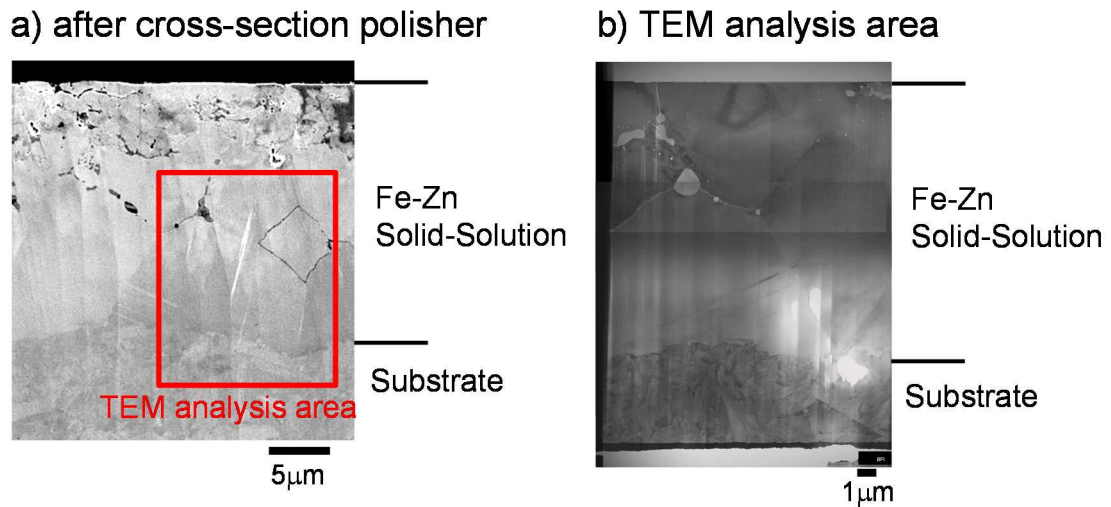 a) after cross-section polisher
b) TEM analysis area
Fe-Zn
Solid-Solution
Substrate
TEM analysis area
5μm
Fe-Zn
Solid-Solution
Substrate
1μm